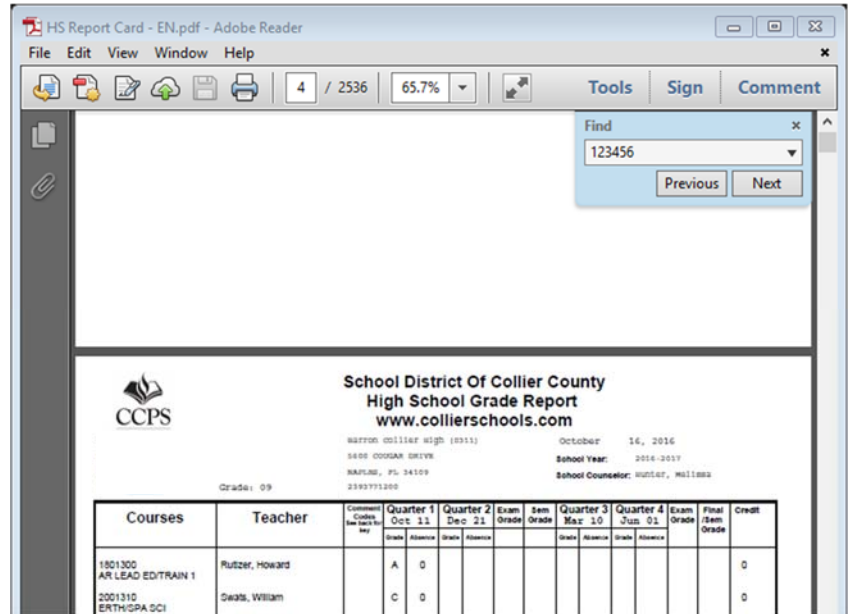 HS Report Card - EN.pdf - Adobe Reader
File Edit View Window Help
4 / 2536 65.7% Tools Sign Comment
Find
123456
Previous Next
CCPS
School District Of Collier County
High School Grade Report
www.collierschools.com
Barron Collier High (0311) October 16, 2016
5600 COUGAR DRIVE School Year: 2016-2017
NAPLES, FL 34109 School Counselor: Hunter, Melissa
Grade: 09 2393771200
Courses Teacher Comment Codes See back for key Quarter 1 Oct 11 Quarter 2 Dec 21 Exam Grade Sem Grade Quarter 3 Mar 10 Quarter 4 Jun 01 Exam Grade Final /Sem Grade Credit
Grade Absence Grade Absence Grade Absence Grade Absence
1801300 Rutizer, Howard A 0 0
AR LEAD ED/TRAIN 1
2001310 Swats, William C 0 0
ERTH/SPA SCI